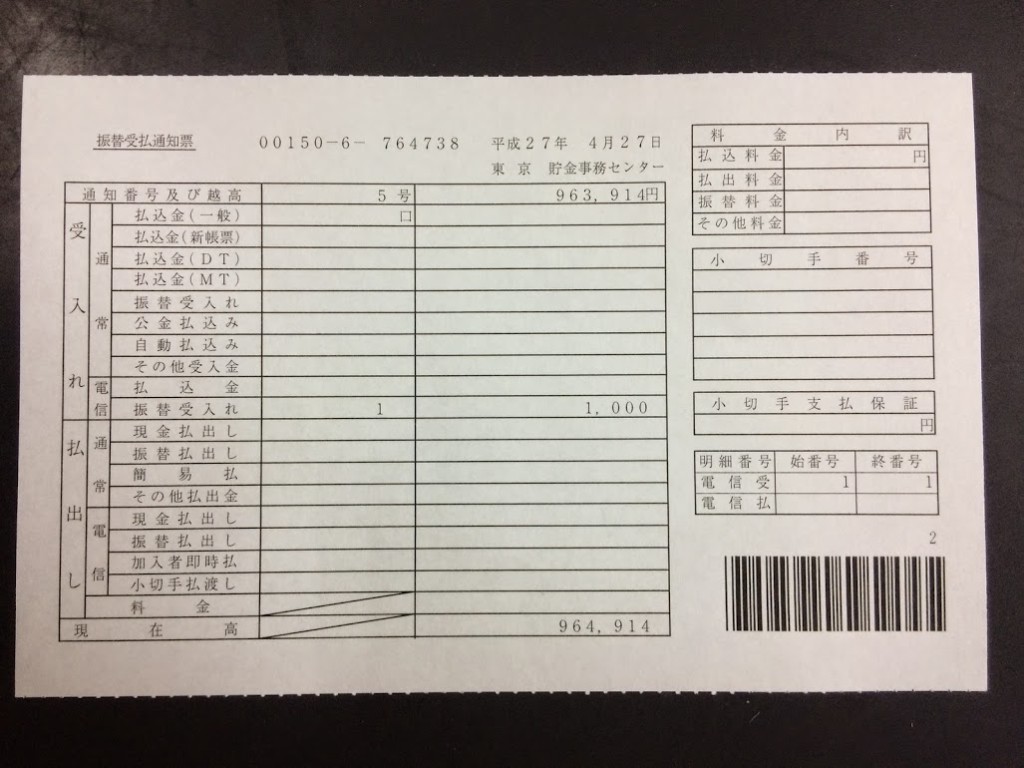 振替受払通知票 00150-6- 764738 平成27年 4月27日
東京 貯金事務センター
通知番号及び越高 5号 963,914円
受入れ
通常
払込金(一般) 口
払込金(新帳票)
払込金(DT)
払込金(MT)
振替受入れ
公金払込み
自動払込み
その他受入金
電信
払込金
振替受入れ 1 1,000
払出し
通常
現金払出し
振替払出し
簡易払
その他払出金
電信
現金払出し
振替払出し
加入者即時払
小切手払渡し
料金
現在高 964,914
料金内訳
払込料金 円
払出料金
振替料金
その他料金
小切手番号
小切手支払保証
円
明細番号 始番号 終番号
電信受 1 1
電信払
2